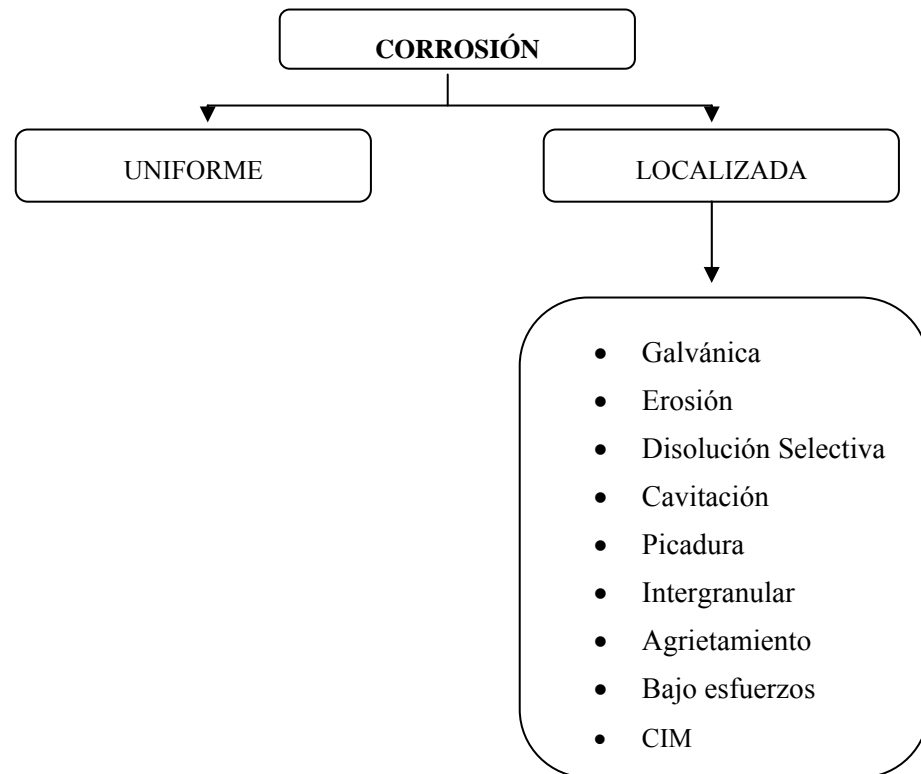 CORROSIÓN
UNIFORME
LOCALIZADA
• Galvánica
• Erosión
• Disolución Selectiva
• Cavitación
• Picadura
• Intergranular
• Agrietamiento
• Bajo esfuerzos
• CIM